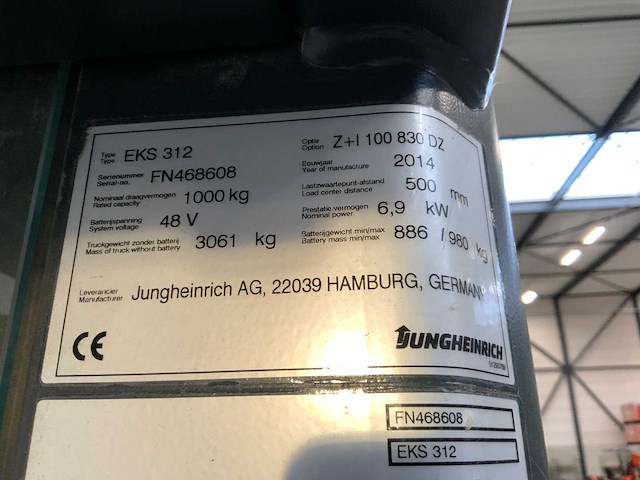 Type EKS 312 Optie Z+I 100 830 DZ
Type Option
Serienummer FN468608 Bouwjaar 2014
Serial-no. Year of manufacture
Nominaal draagvermogen 1000 kg Lastzwaartepunt-afstand 500 mm
Rated capacity Load center distance
Batterijspanning 48 V Prestatie vermogen 6,9 kW
System voltage Nominal power
Truckgewicht zonder batterij 3061 kg Batterijgewicht min/max 886 / 980 kg
Mass of truck without battery Battery mass min/max
Leverancier Jungheinrich AG, 22039 HAMBURG, GERMANY
Manufacturer
CE JUNGHEINRICH
FN468608
EKS 312